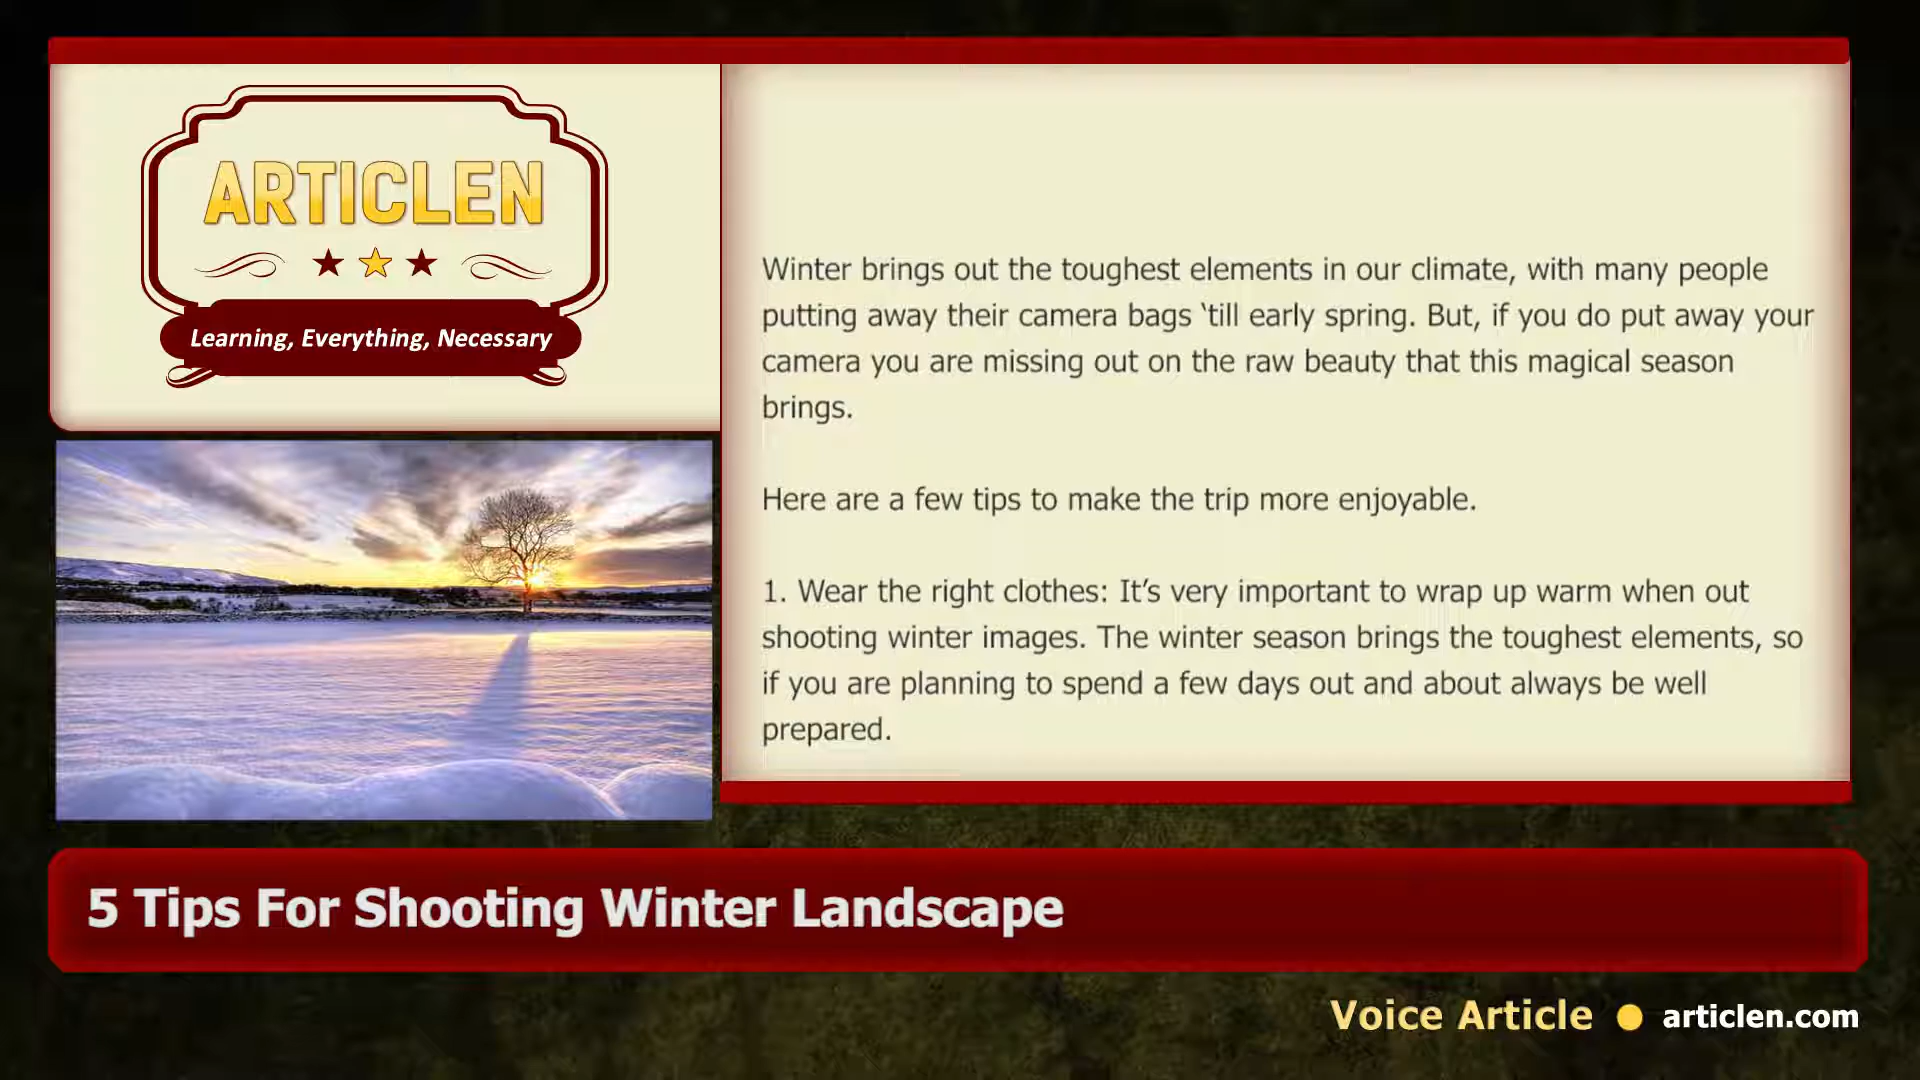 ARTICLEN
Learning, Everything, Necessary
Winter brings out the toughest elements in our climate, with many people
putting away their camera bags ‘till early spring. But, if you do put away your
camera you are missing out on the raw beauty that this magical season
brings.
Here are a few tips to make the trip more enjoyable.
1. Wear the right clothes: It’s very important to wrap up warm when out
shooting winter images. The winter season brings the toughest elements, so
if you are planning to spend a few days out and about always be well
prepared.
5 Tips For Shooting Winter Landscape
Voice Article
articlen.com